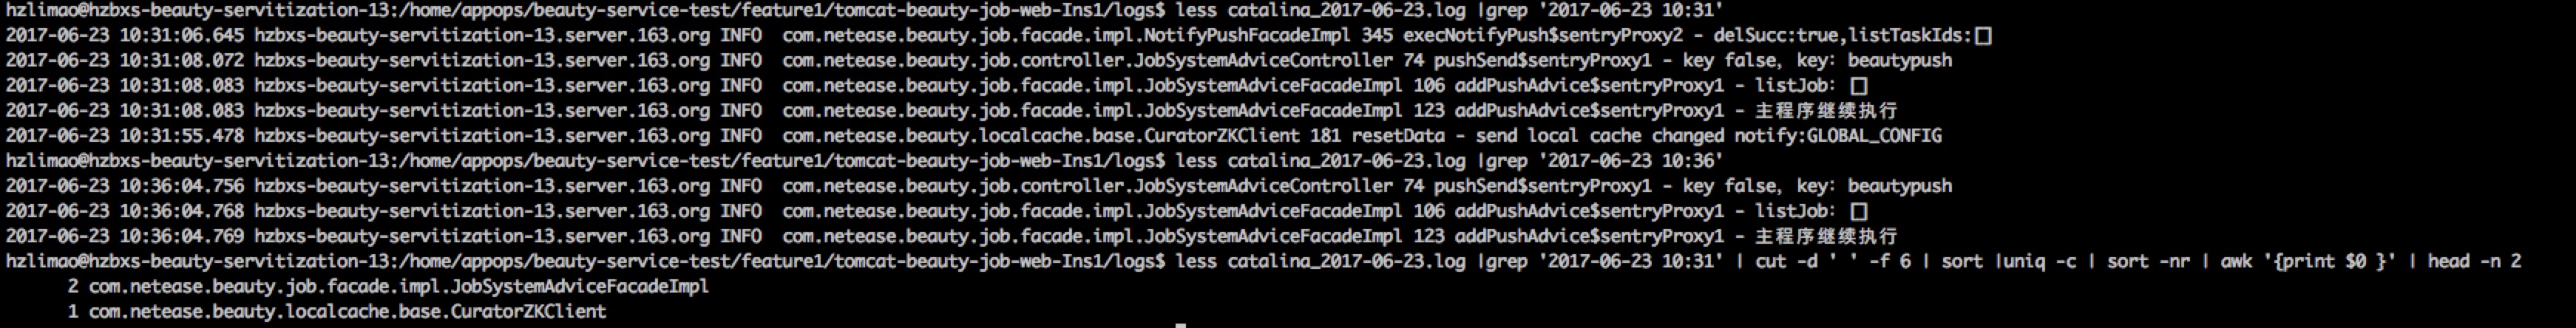 hzlimao@hzbxs-beauty-servitization-13:/home/appops/beauty-service-test/feature1/tomcat-beauty-job-web-Ins1/logs$ less catalina_2017-06-23.log |grep '2017-06-23 10:31'
2017-06-23 10:31:06.645 hzbxs-beauty-servitization-13.server.163.org INFO  com.netease.beauty.job.facade.impl.NotifyPushFacadeImpl 345 execNotifyPush$sentryProxy2 - delSucc:true,listTaskIds:[]
2017-06-23 10:31:08.072 hzbxs-beauty-servitization-13.server.163.org INFO  com.netease.beauty.job.controller.JobSystemAdviceController 74 pushSend$sentryProxy1 - key false, key: beautypush
2017-06-23 10:31:08.083 hzbxs-beauty-servitization-13.server.163.org INFO  com.netease.beauty.job.facade.impl.JobSystemAdviceFacadeImpl 106 addPushAdvice$sentryProxy1 - listJob: []
2017-06-23 10:31:08.083 hzbxs-beauty-servitization-13.server.163.org INFO  com.netease.beauty.job.facade.impl.JobSystemAdviceFacadeImpl 123 addPushAdvice$sentryProxy1 - 主程序继续执行
2017-06-23 10:31:55.478 hzbxs-beauty-servitization-13.server.163.org INFO  com.netease.beauty.localcache.base.CuratorZKClient 181 resetData - send local cache changed notify:GLOBAL_CONFIG
hzlimao@hzbxs-beauty-servitization-13:/home/appops/beauty-service-test/feature1/tomcat-beauty-job-web-Ins1/logs$ less catalina_2017-06-23.log |grep '2017-06-23 10:36'
2017-06-23 10:36:04.756 hzbxs-beauty-servitization-13.server.163.org INFO  com.netease.beauty.job.controller.JobSystemAdviceController 74 pushSend$sentryProxy1 - key false, key: beautypush
2017-06-23 10:36:04.768 hzbxs-beauty-servitization-13.server.163.org INFO  com.netease.beauty.job.facade.impl.JobSystemAdviceFacadeImpl 106 addPushAdvice$sentryProxy1 - listJob: []
2017-06-23 10:36:04.769 hzbxs-beauty-servitization-13.server.163.org INFO  com.netease.beauty.job.facade.impl.JobSystemAdviceFacadeImpl 123 addPushAdvice$sentryProxy1 - 主程序继续执行
hzlimao@hzbxs-beauty-servitization-13:/home/appops/beauty-service-test/feature1/tomcat-beauty-job-web-Ins1/logs$ less catalina_2017-06-23.log |grep '2017-06-23 10:31' | cut -d ' ' -f 6 | sort |uniq -c | sort -nr | awk '{print $0 }' | head -n 2
2 com.netease.beauty.job.facade.impl.JobSystemAdviceFacadeImpl
1 com.netease.beauty.localcache.base.CuratorZKClient